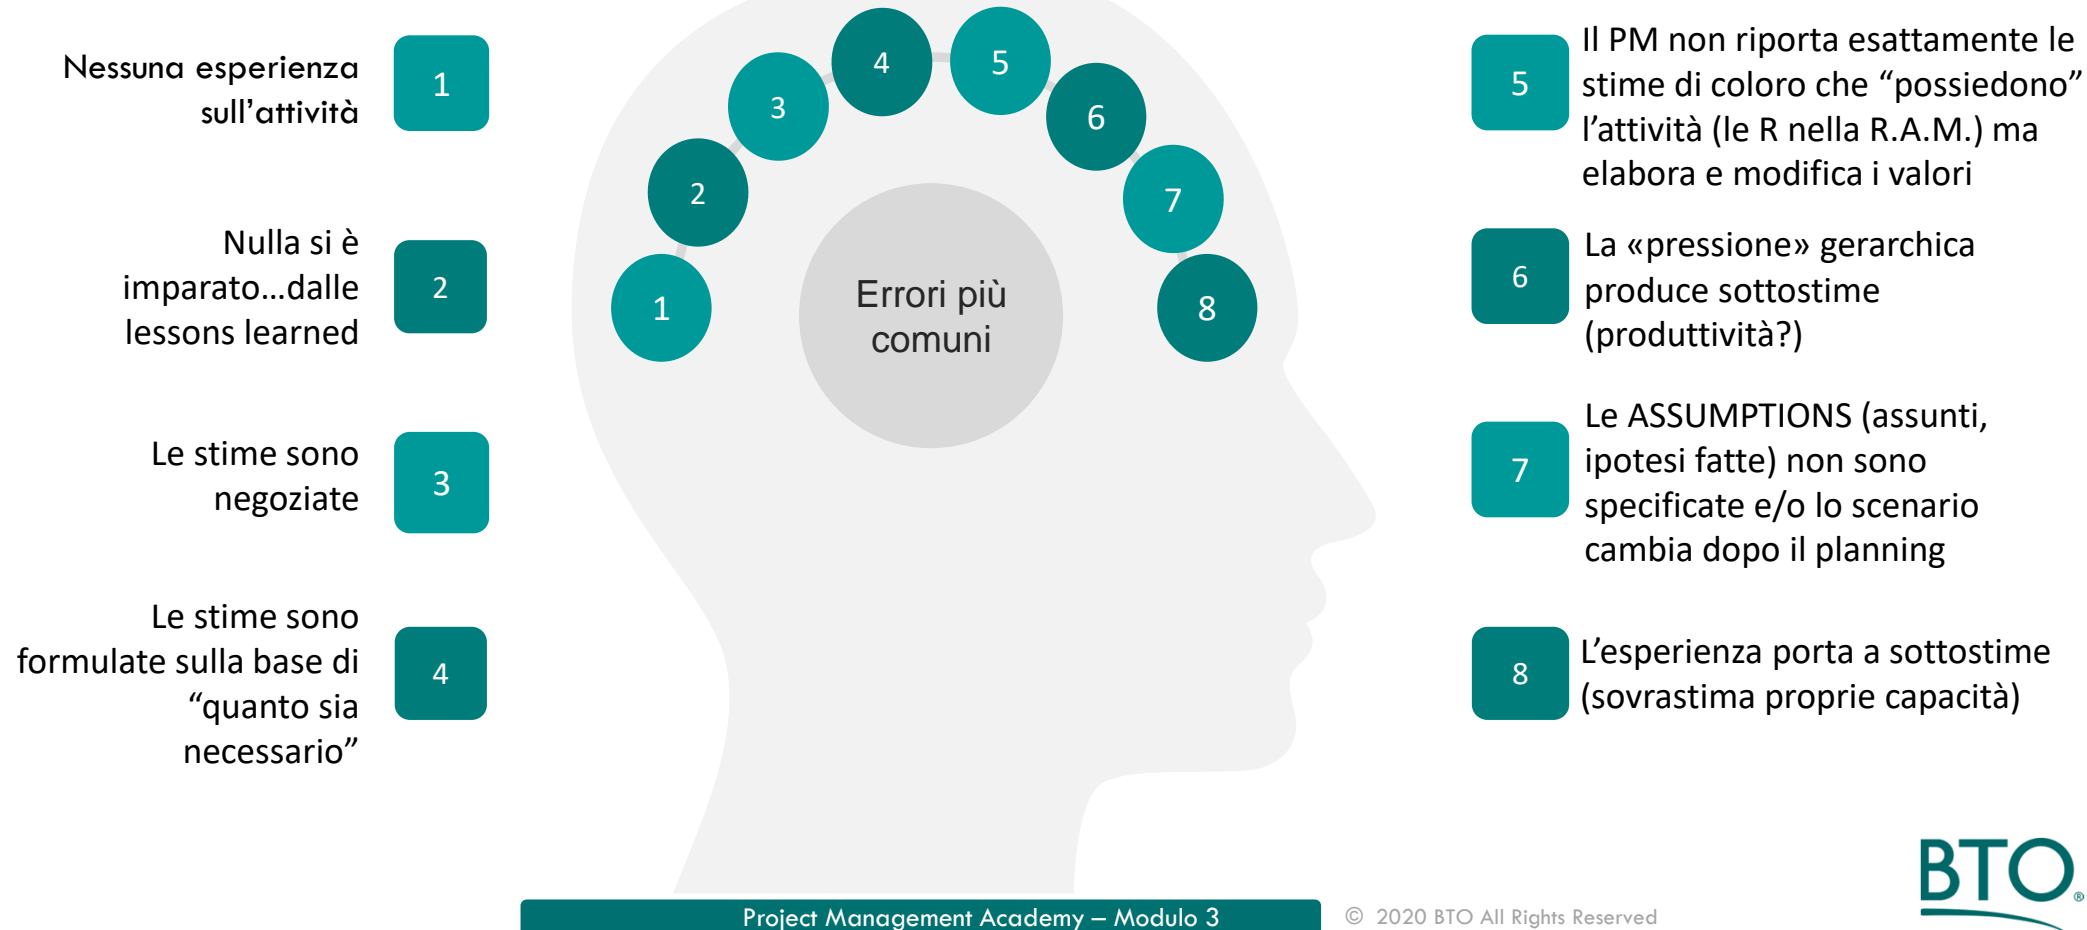 Nessuna esperienza
sull'attività
1
Nulla si è
imparato…dalle
lessons learned
2
Le stime sono
negoziate
3
Le stime sono
formulate sulla base di
“quanto sia
necessario”
4
1
2
3
4
5
6
7
8
Errori più
comuni
5
Il PM non riporta esattamente le
stime di coloro che “possiedono”
l’attività (le R nella R.A.M.) ma
elabora e modifica i valori
6
La «pressione» gerarchica
produce sottostime
(produttività?)
7
Le ASSUMPTIONS (assunti,
ipotesi fatte) non sono
specificate e/o lo scenario
cambia dopo il planning
8
L’esperienza porta a sottostime
(sovrastima proprie capacità)
Project Management Academy – Modulo 3
© 2020 BTO All Rights Reserved
BTO®